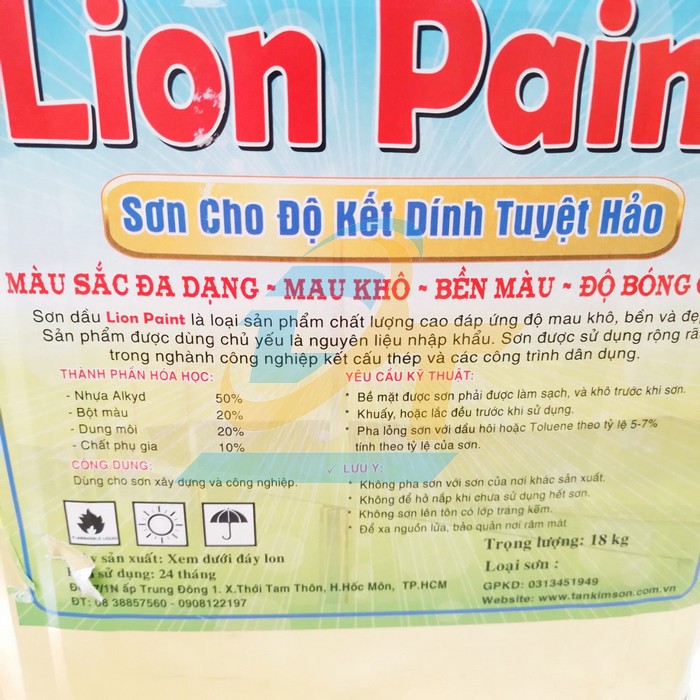 Lion Pain
Sơn Cho Độ Kết Dính Tuyệt Hảo
MÀU SẮC ĐA DẠNG - MAU KHÔ - BỀN MÀU - ĐỘ BÓNG
Sơn dầu Lion Paint là loại sản phẩm chất lượng cao đáp ứng độ mau khô, bền và đẹ
Sản phẩm được dùng chủ yếu là nguyên liệu nhập khẩu. Sơn được sử dụng rộng rã
trong nghành công nghiệp kết cấu thép và các công trình dân dụng.
THÀNH PHẦN HÓA HỌC:
- Nhựa Alkyd 50%
- Bột màu 20%
- Dung môi 20%
- Chất phụ gia 10%
CÔNG DỤNG:
Dùng cho sơn xây dựng và công nghiệp.
YÊU CẦU KỸ THUẬT:
* Bề mặt được sơn phải được làm sạch, và khô trước khi sơn.
* Khuấy, hoặc lắc đều trước khi sử dụng.
* Pha lỏng sơn với dầu hỏi hoặc Toluene theo tỷ lệ 5-7%
tính theo tỷ lệ của sơn.
✓ LƯU Ý:
* Không pha sơn với sơn của nơi khác sản xuất.
* Không để hở nắp khi chưa sử dụng hết sơn.
* Không sơn lên tôn có lớp tráng kẽm.
* Để xa nguồn lửa, bảo quản nơi râm mát
FLAMMABLE LIQUID
Trọng lượng: 18 kg
Loại sơn :
GPKD: 0313451949
Website: www.tankimson.com.vn
sản xuất: Xem dưới đáy lon
sử dụng: 24 tháng
7/1N ấp Trung Đông 1. X.Thới Tam Thôn, H.Hốc Môn, TP.HCM
ĐT: 08 38857560 - 0908122197